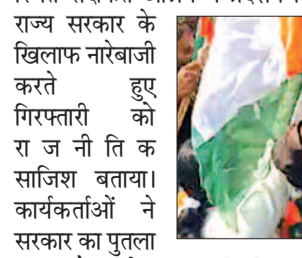 राज्य सरकार के
खिलाफ नारेबाजी
करते हुए
गिरफ्तारी को
रा ज नी ति क
साजिश बताया।
कार्यकर्ताओं ने
सरकार का पुतला